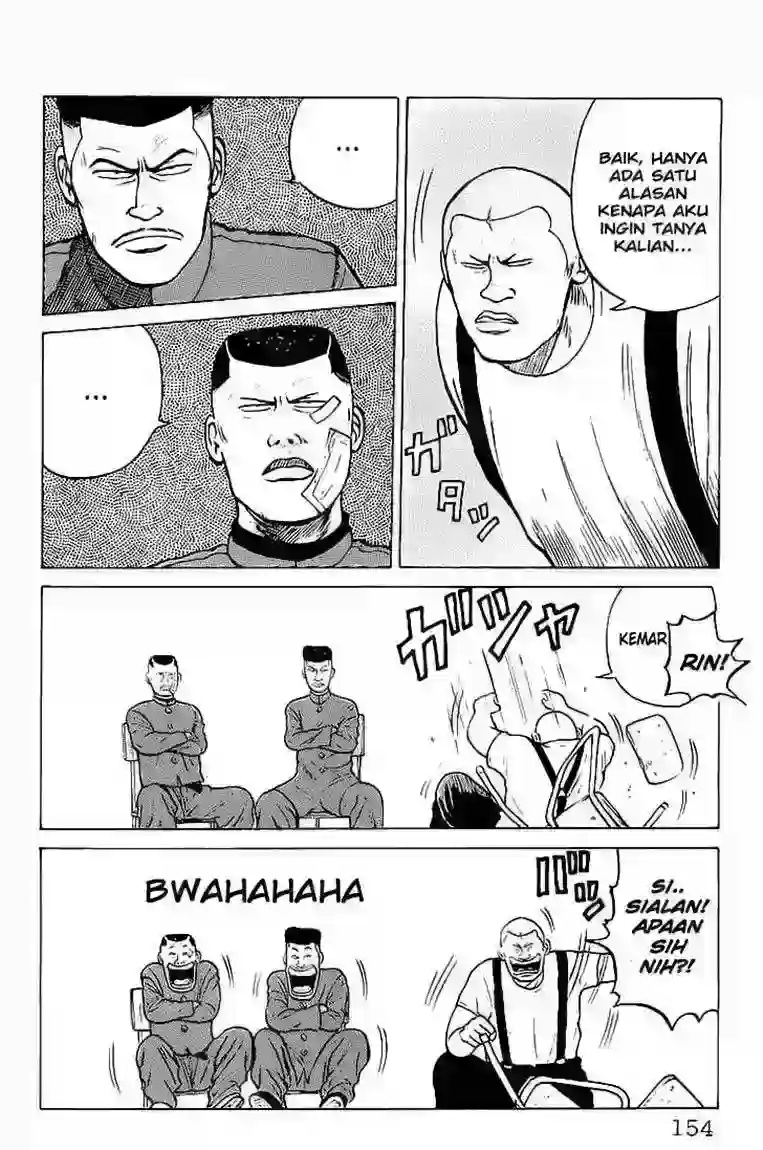 BAIK, HANYA
ADA SATU
ALASAN
KENAPA AKU
INGIN TANYA
KALIAN...
...
...
ガ
タッ
KEMAR
RIN!
ガシャ
BWAHAHAHA
SI..
SIALAN!
APAAN
SIH
NIH?!
154